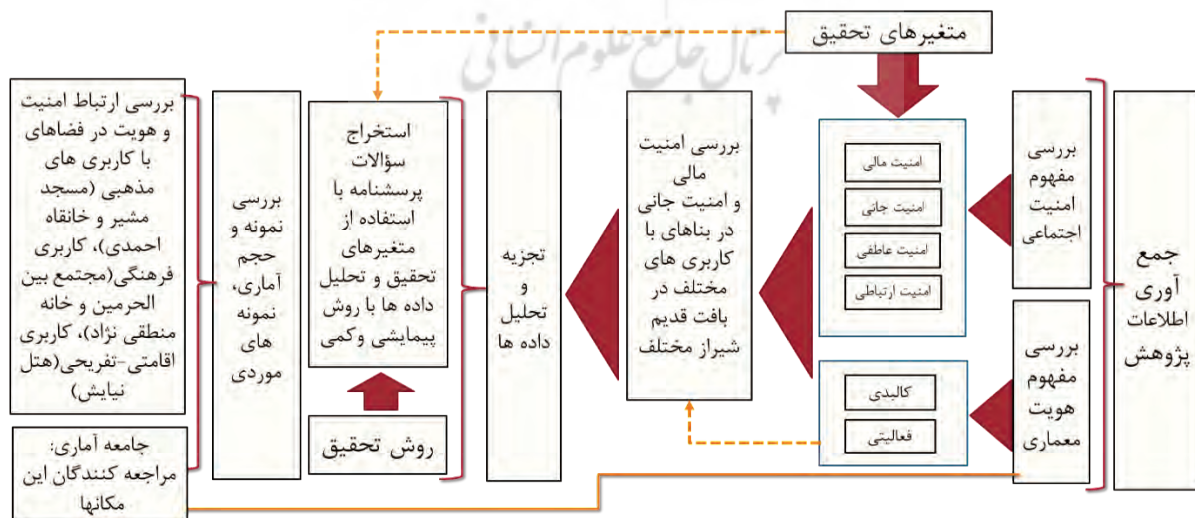 پرتال جامع علوم انسانی
متغیرهای تحقیق
جمع
آوری
اطلاعات
پژوهش
بررسی
مفهوم
امنیت
اجتماعی
بررسی
مفهوم
هویت
معماری
امنیت مالی
امنیت جانی
امنیت عاطفی
امنیت ارتباطی
کالبدی
فعالیتی
بررسی امنیت
مالی
و امنیت جانی
در بناهای با
کاربری های
مختلف در
بافت قدیم
شیراز مختلف
تجزیه
و
تحلیل
داده ها
استخراج
سؤالات
پرسشنامه با
استفاده از
متغیرهای
تحقیق و تحلیل
داده ها با روش
پیمایشی وکمی
روش تحقیق
بررسی
نمونه و
حجم
آماری،
نمونه
های
موردی
بررسی ارتباط امنیت
و هویت در فضاهای
با کاربری های
مذهبی (مسجد
مشیر و خانقاه
احمدی)، کاربری
فرهنگی(مجتمع بین
الحرمین و خانه
منطقی نژاد)، کاربری
اقامتی-تفریحی(هتل
نیایش)
جامعه آماری:
مراجعه کنندگان این
مکانها